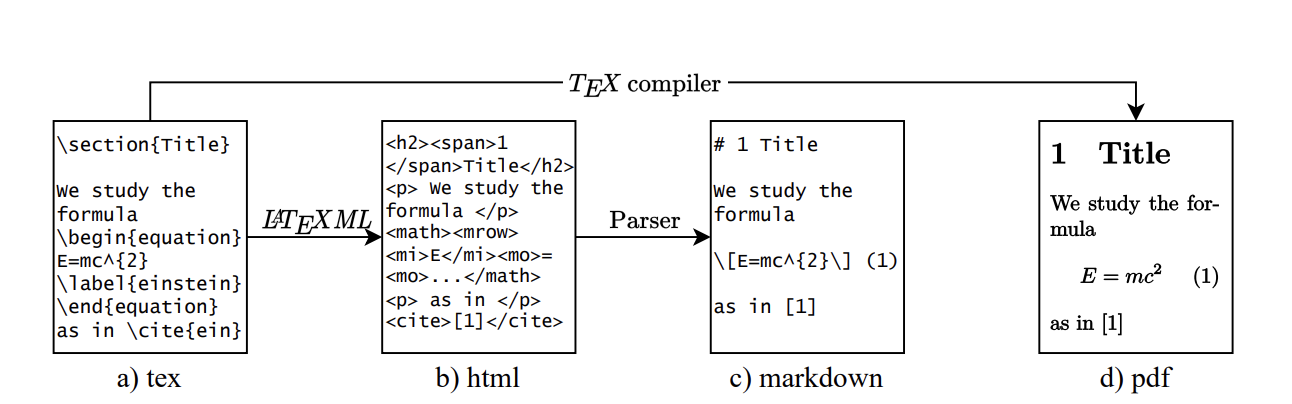 TEX compiler
\section{Title}
We study the
formula
\begin{equation}
E=mc^{2}
\label{einstein}
\end{equation}
as in \cite{ein}
LATEXML
<h2><span>1
</span>Title</h2>
<p> We study the
formula </p>
<math><mrow>
<mi>E</mi><mo>=
<mo>...</math>
<p> as in </p>
<cite>[1]</cite>
Parser
# 1 Title
We study the
formula
\[E=mc^{2}\] (1)
as in [1]
1 Title
We study the for-
mula
E = mc² (1)
as in [1]
a) tex
b) html
c) markdown
d) pdf